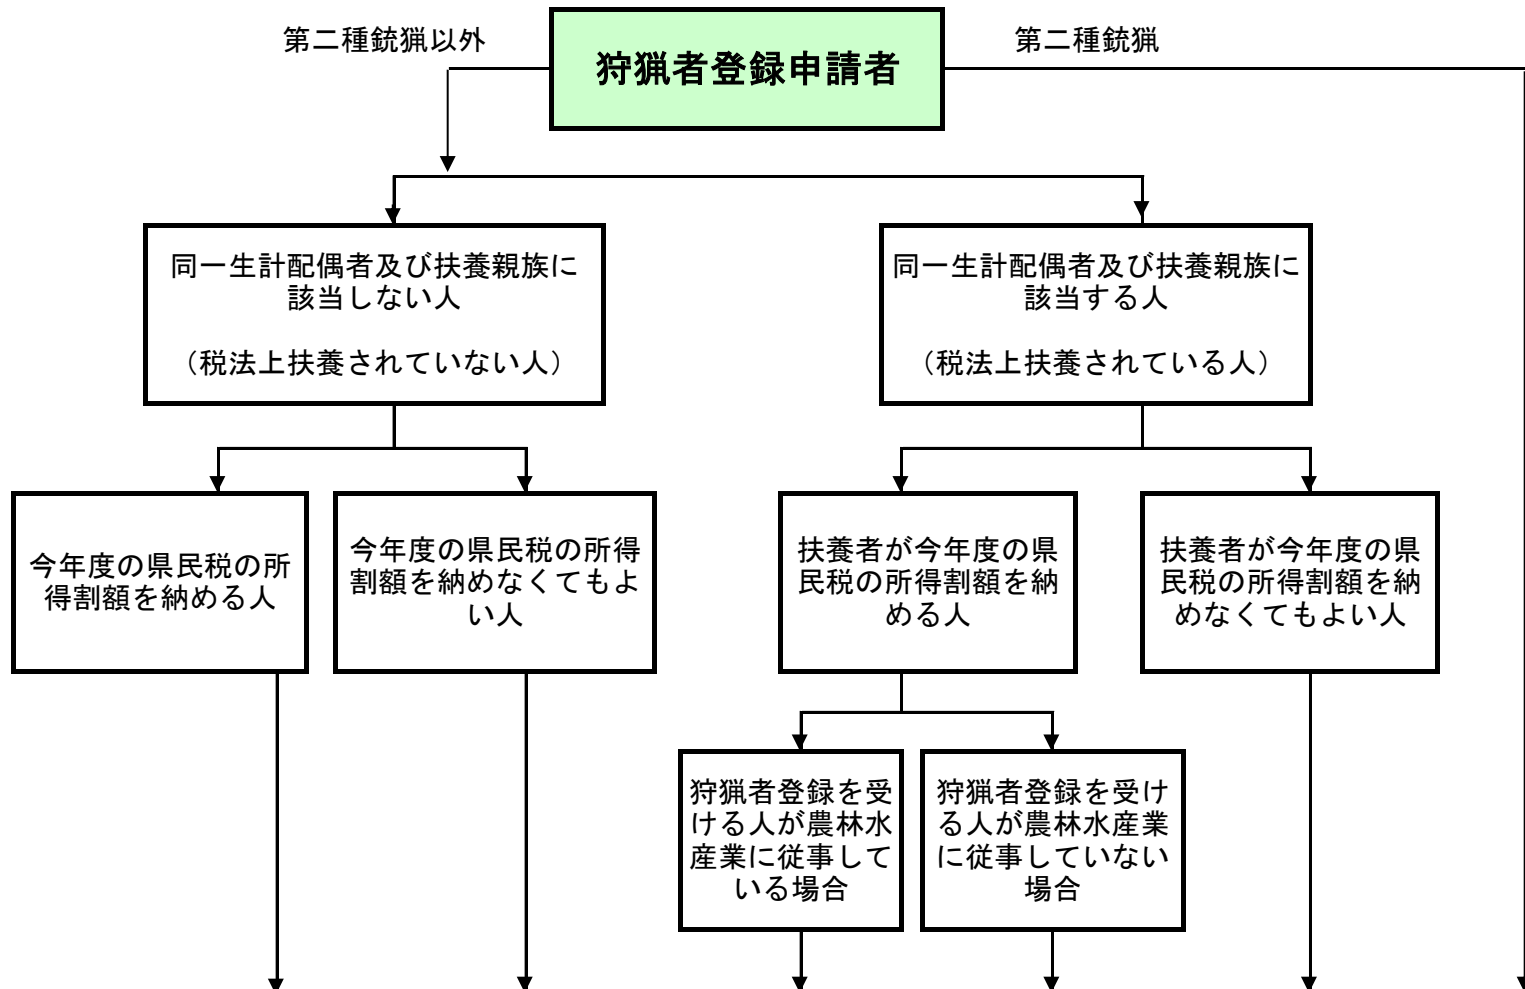 第二種銃猟以外
狩猟者登録申請者
第二種銃猟
同一生計配偶者及び扶養親族に
該当しない人
（税法上扶養されていない人）
同一生計配偶者及び扶養親族に
該当する人
（税法上扶養されている人）
今年度の県民税の所
得割額を納める人
今年度の県民税の所得
割額を納めなくてもよ
い人
扶養者が今年度の県
民税の所得割額を納
める人
扶養者が今年度の県
民税の所得割額を納
めなくてもよい人
狩猟者登録を受
ける人が農林水
産業に従事して
いる場合
狩猟者登録を受け
る人が農林水産業
に従事していない
場合